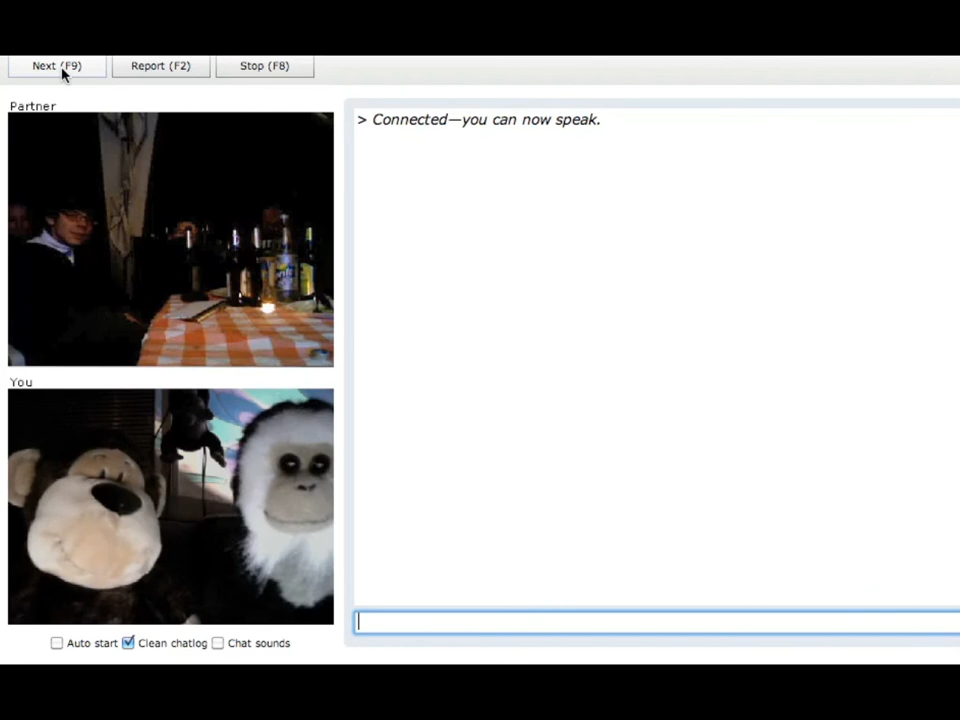 Next (F9) Report (F2) Stop (F8)
Partner
> Connected—you can now speak.
You
Auto start Clean chatlog Chat sounds